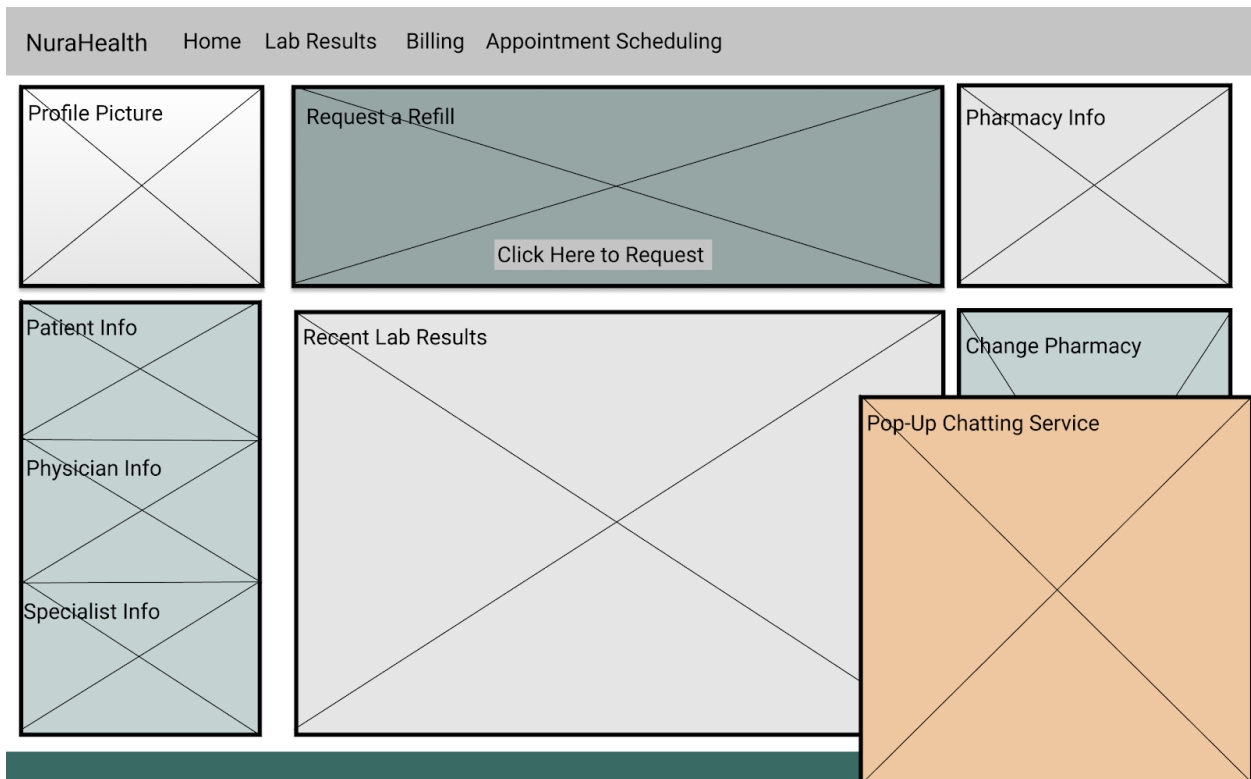 NuraHealth Home Lab Results Billing Appointment Scheduling
Profile Picture
Request a Refill
Click Here to Request
Pharmacy Info
Patient Info
Physician Info
Specialist Info
Recent Lab Results
Change Pharmacy
Pop-Up Chatting Service